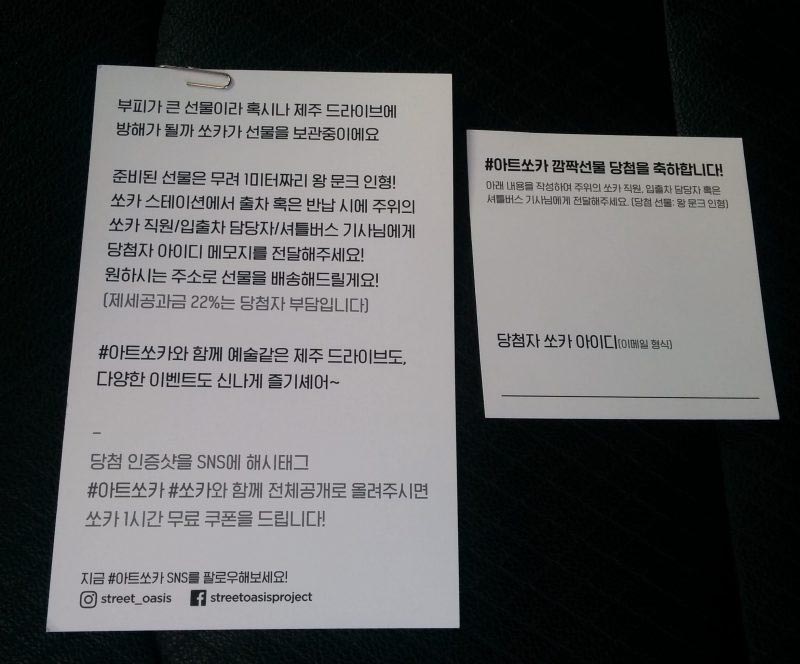 부피가 큰 선물이라 혹시나 제주 드라이브에
방해가 될까 쏘카가 선물을 보관중이에요
준비된 선물은 무려 1미터짜리 왕 문크 인형!
쏘카 스테이션에서 출차 혹은 반납 시에 주위의
쏘카 직원/입출차 담당자/셔틀버스 기사님에게
당첨자 아이디 메모지를 전달해주세요!
원하시는 주소로 선물을 배송해드릴게요!
(제세공과금 22%는 당첨자 부담입니다)
#아트쏘카와 함께 예술같은 제주 드라이브도,
다양한 이벤트도 신나게 즐기셰어~
–
당첨 인증샷을 SNS에 해시태그
#아트쏘카 #쏘카와 함께 전체공개로 올려주시면
쏘카 1시간 무료 쿠폰을 드립니다!
지금 #아트쏘카 SNS를 팔로우해보세요!
street_oasis streetoasisproject
#아트쏘카 깜짝선물 당첨을 축하합니다!
아래 내용을 작성하여 주위의 쏘카 직원, 입출차 담당자 혹은
셔틀버스 기사님에게 전달해주세요. (당첨 선물: 왕 문크 인형)
당첨자 쏘카 아이디(이메일 형식)